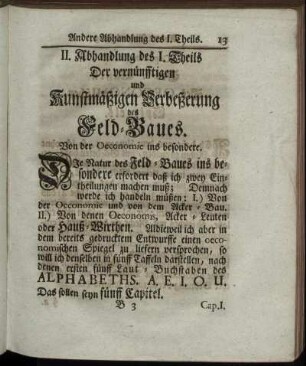 Andere Abhandlung des I. Theils. 13
II. Abhandlung des I. Theils
Der vernünfftigen
und
Kunstmäßigen Verbeßerung
des
Feld-Baues.
Von der Oeconomie ins besondere.
Die Natur des Feld-Baues ins be-
sondere erfordert daß ich zwey Ein-
theilungen machen muß; Demnach
werde ich handeln müßen: I.) Von
der Oeconomie und von dem Acker-Bau.
II.) Von denen Oeconomis, Acker-Leuten
oder Hauß-Wirthen. Alldieweil ich aber in
dem bereits gedruckten Entwurffe einen oeco-
nomischen Spiegel zu liefern versprochen, so
will ich denselben in fünff Taffeln darstellen, nach
denen ersten fünff Laut-Buchstaben des
ALPHABETHS. A. E. I. O. U.
Das sollen seyn fünff Capitel.
B 3 Cap.I.